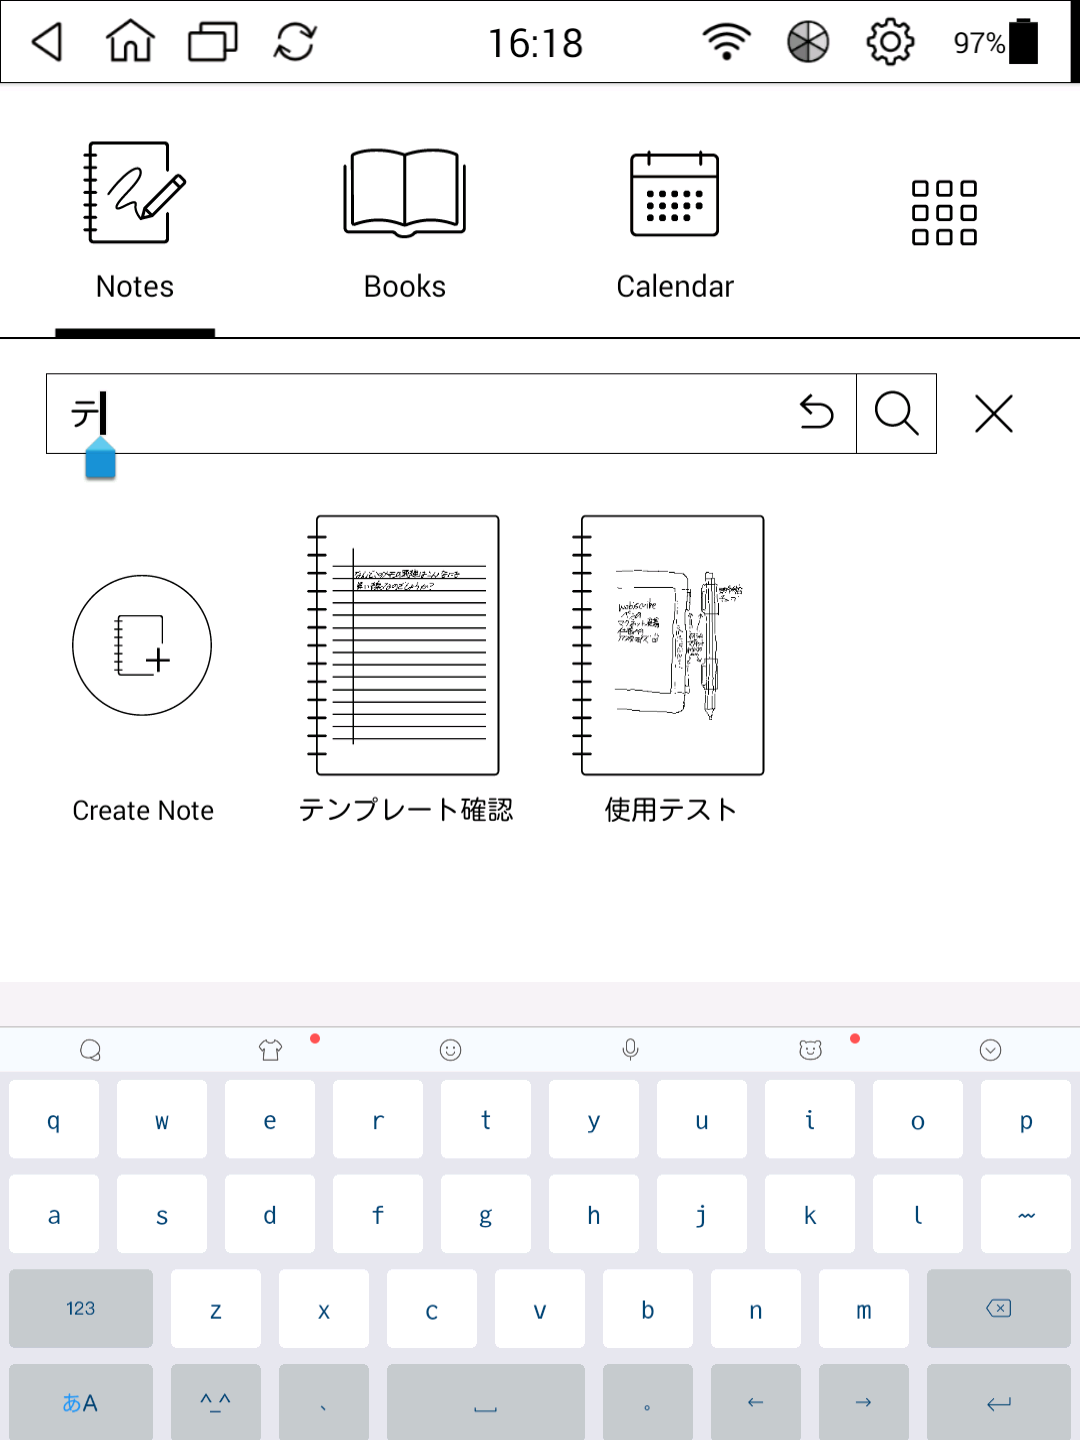 16:18
97%
Notes
Books
Calendar
テ
mobiscribe
Create Note
テンプレート確認
使用テスト
q w e r t y u i o p
a s d f g h j k l ～
123 z x c v b n m
あA ^_^ 、 。 ← →